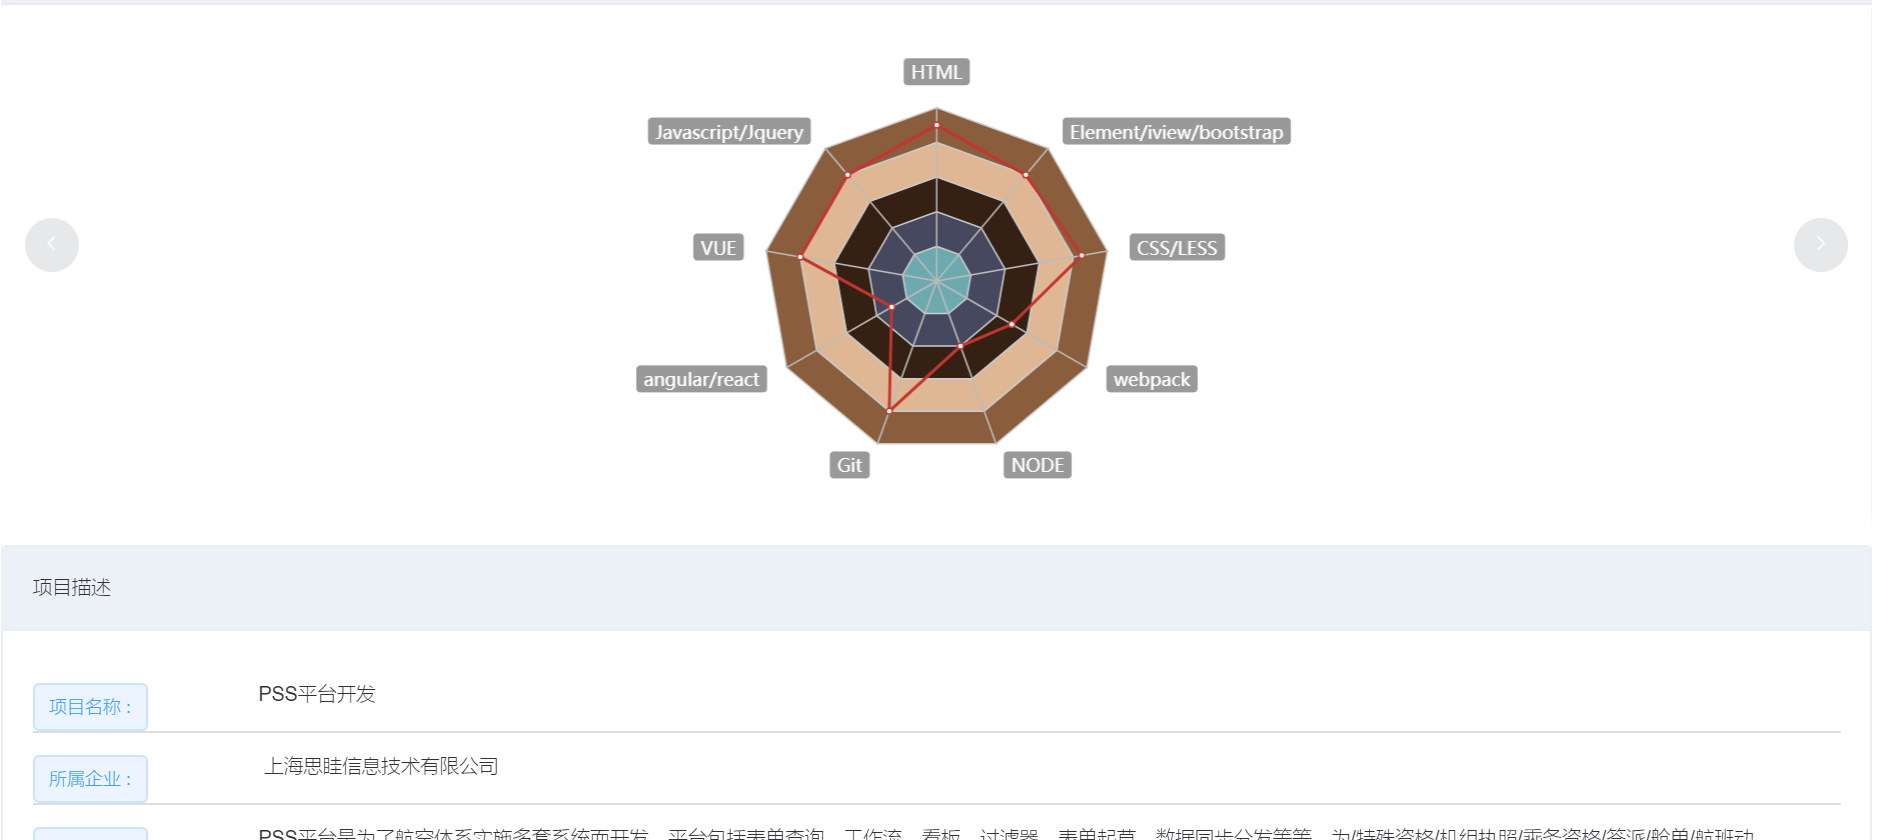 HTML
Javascript/Jquery
Element/iview/bootstrap
VUE
CSS/LESS
angular/react
webpack
Git
NODE
项目描述
项目名称 :
PSS平台开发
所属企业 :
上海思眭信息技术有限公司
PSS平台是为了航空体系实施多套系统而开发，平台包括表单查询、工作流、看板、过滤器、表单起草、数据同步分发等等，为/特殊资格/机组执照/乘务资格/签派/舱单/航班动